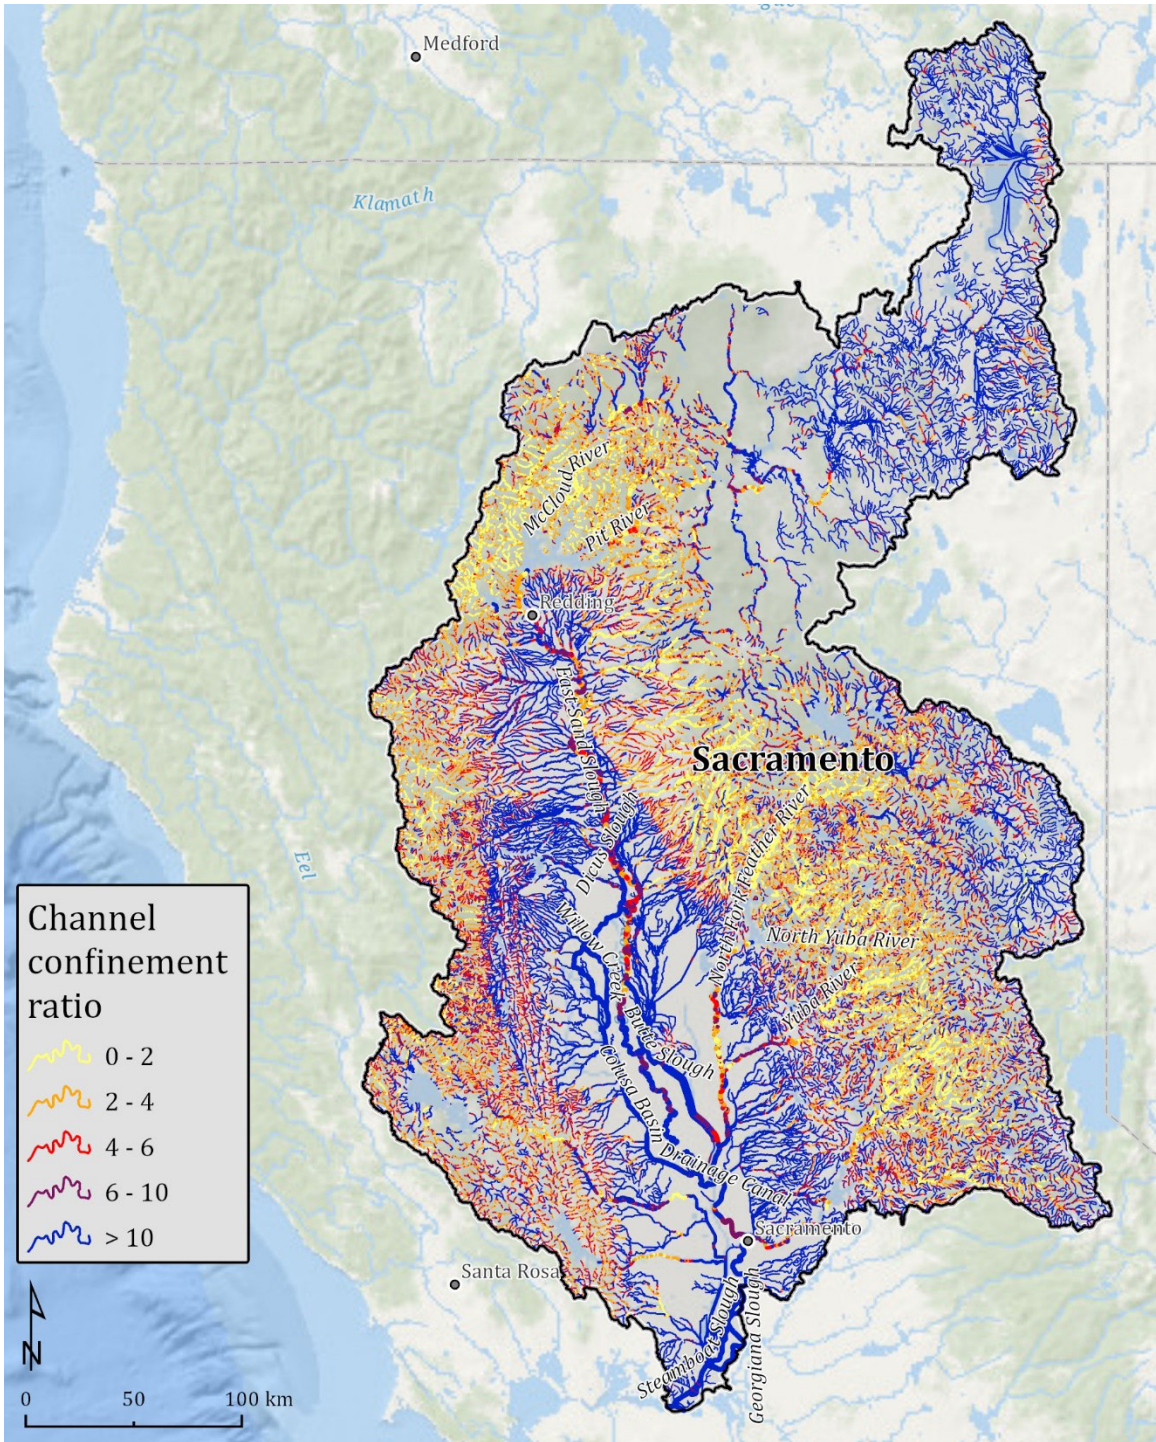 Medford
Klamath
McCloud River
Pit River
Redding
East Sand Slough
Sacramento
Dicus Slough
North Fork Feather River
Eel
Willow Creek
North Yuba River
Yuba River
Butte Slough
Colusa Basin
Drainage Canal
Sacramento
Santa Rosa
Steamboat Slough
Georgiana Slough
Channel
confinement
ratio
0 - 2
2 - 4
4 - 6
6 - 10
> 10
N
0 50 100 km